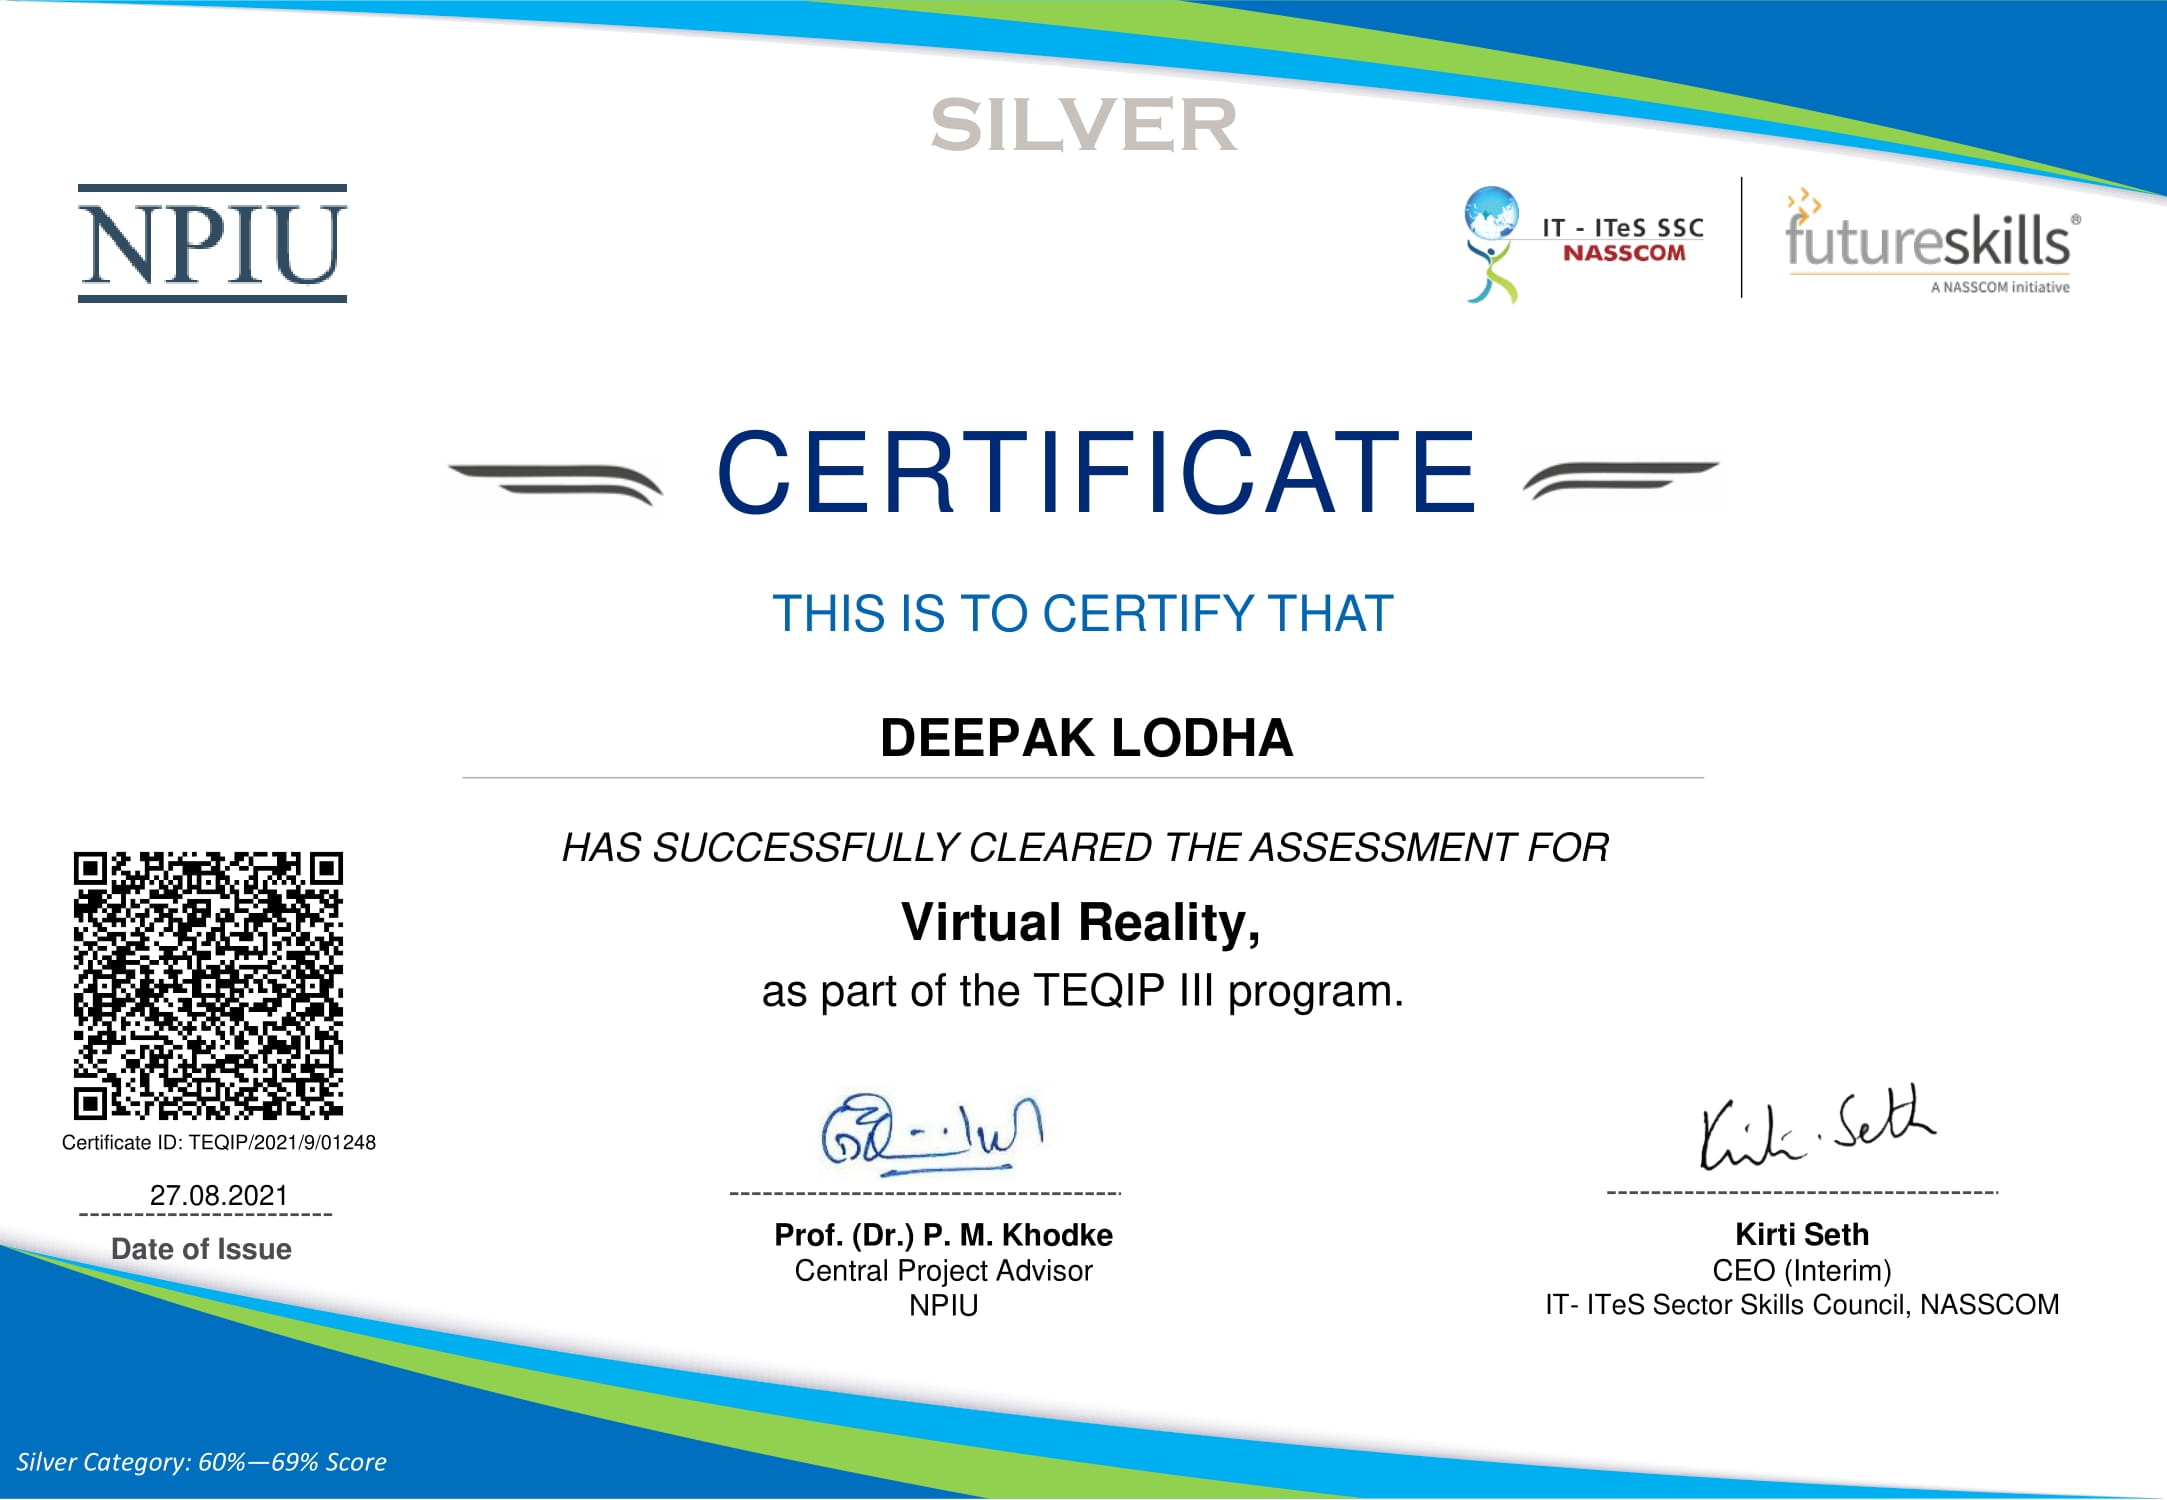 SILVER
NPIU
IT - ITeS SSC
NASSCOM
futureskills®
A NASSCOM initiative
CERTIFICATE
THIS IS TO CERTIFY THAT
DEEPAK LODHA
HAS SUCCESSFULLY CLEARED THE ASSESSMENT FOR
Virtual Reality,
as part of the TEQIP III program.
Certificate ID: TEQIP/2021/9/01248
27.08.2021
Date of Issue
Prof. (Dr.) P. M. Khodke
Central Project Advisor
NPIU
Kirti Seth
Kirti Seth
CEO (Interim)
IT- ITeS Sector Skills Council, NASSCOM
Silver Category: 60%—69% Score